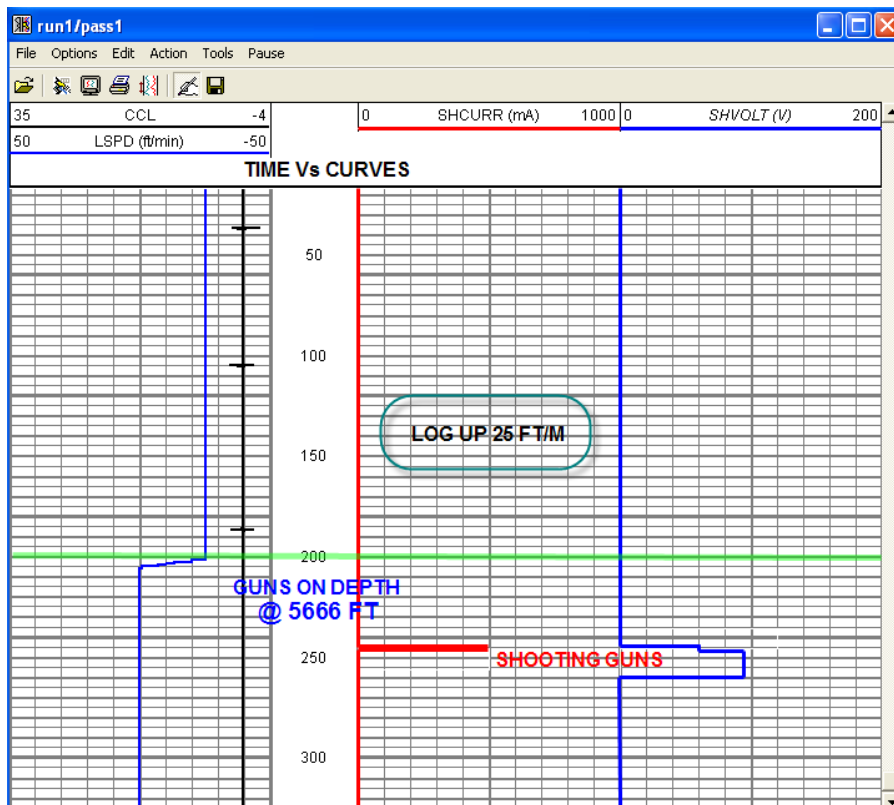 run1/pass1
File Options Edit Action Tools Pause
35 CCL -4 0 SHCURR (mA) 1000 0 SHVOLT (V) 200
50 LSPD (ft/min) -50
TIME Vs CURVES
50
100
LOG UP 25 FT/M
150
200
GUNS ON DEPTH
@ 5666 FT
250 SHOOTING GUNS
300